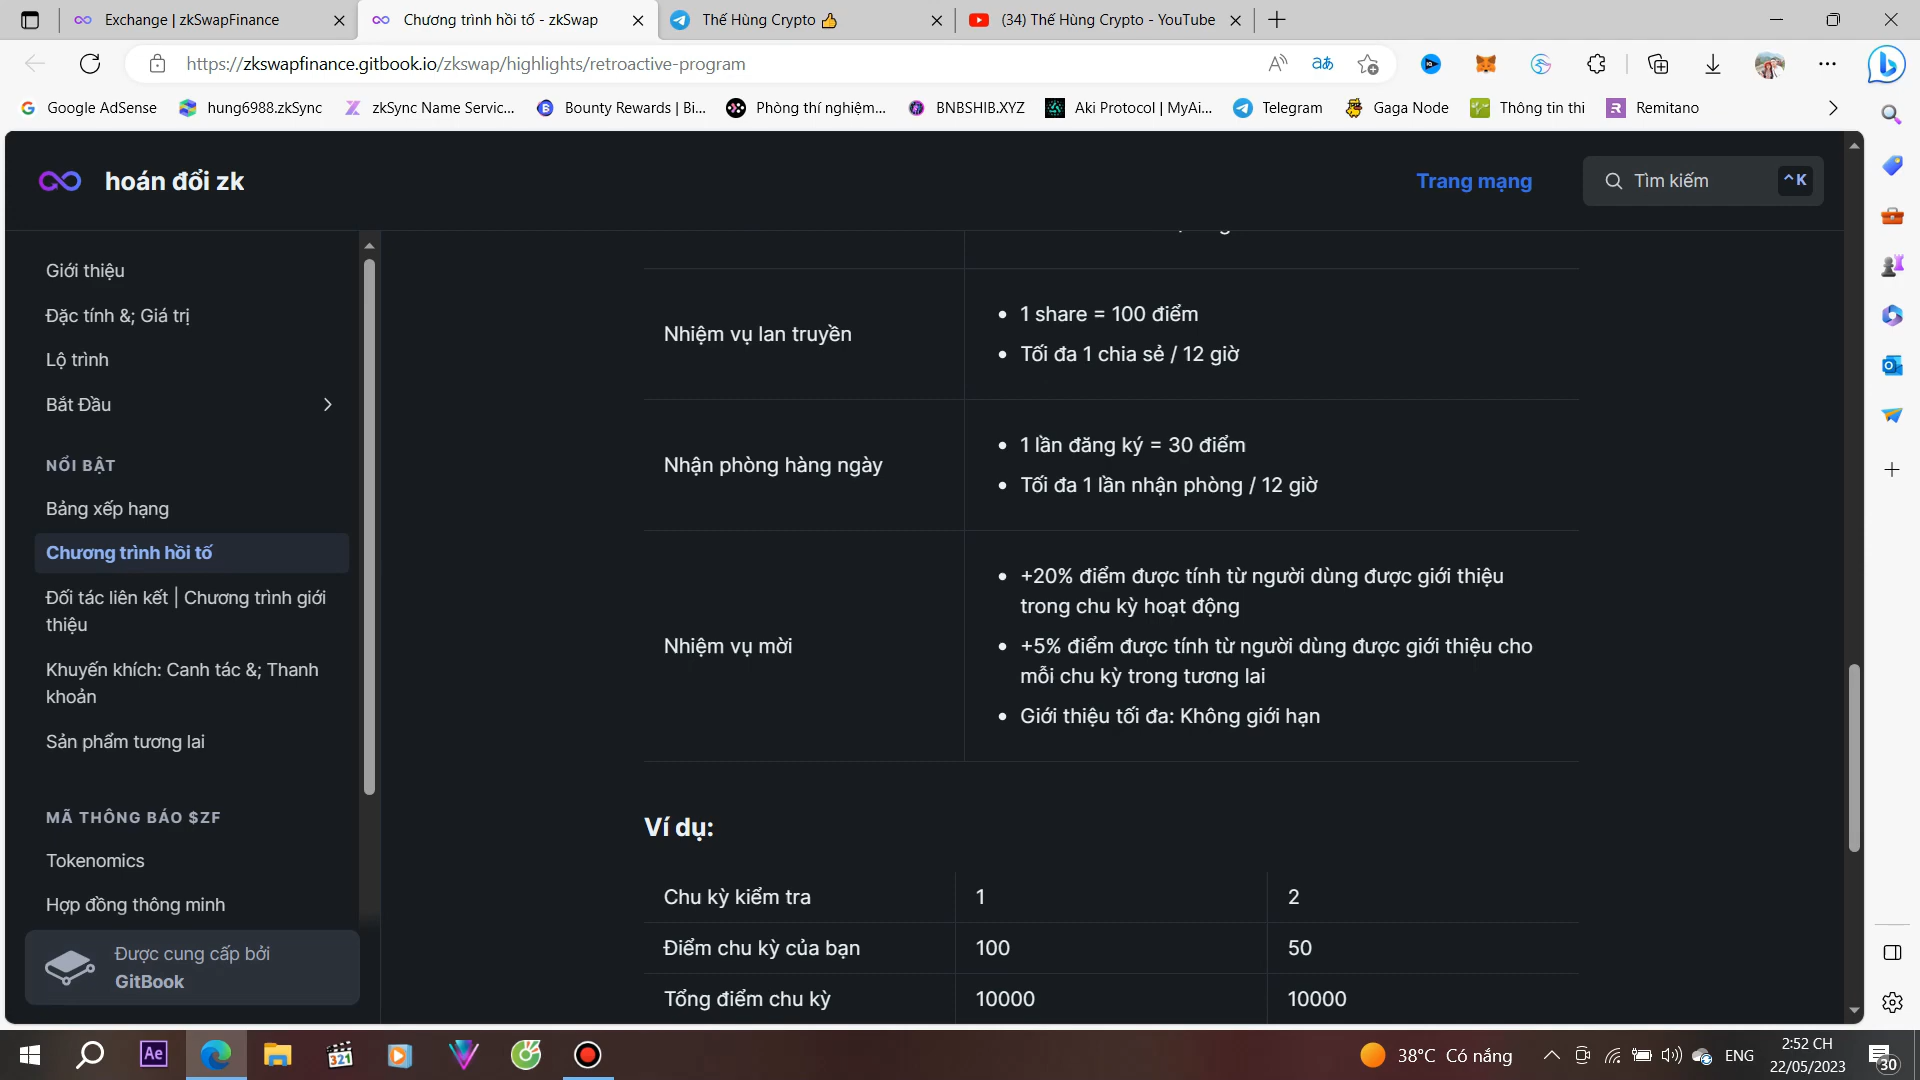 Exchange | zkSwapFinance
Chương trình hồi tố - zkSwap
Thế Hùng Crypto 👍
(34) Thế Hùng Crypto - YouTube
https://zkswapfinance.gitbook.io/zkswap/highlights/retroactive-program
Google AdSense
hung6988.zkSync
zkSync Name Servic...
Bounty Rewards | Bi...
Phòng thí nghiệm...
BNBSHIB.XYZ
Aki Protocol | MyAi...
Telegram
Gaga Node
Thông tin thi
Remitano
hoán đổi zk
Trang mạng
Tìm kiếm
^K
Giới thiệu
Đặc tính &; Giá trị
Lộ trình
Bắt Đầu
NỔI BẬT
Bảng xếp hạng
Chương trình hồi tố
Đối tác liên kết | Chương trình giới
thiệu
Khuyến khích: Canh tác &; Thanh
khoản
Sản phẩm tương lai
MÃ THÔNG BÁO $ZF
Tokenomics
Hợp đồng thông minh
Được cung cấp bởi
GitBook
Nhiệm vụ lan truyền
• 1 share = 100 điểm
• Tối đa 1 chia sẻ / 12 giờ
Nhận phòng hàng ngày
• 1 lần đăng ký = 30 điểm
• Tối đa 1 lần nhận phòng / 12 giờ
Nhiệm vụ mời
• +20% điểm được tính từ người dùng được giới thiệu
trong chu kỳ hoạt động
• +5% điểm được tính từ người dùng được giới thiệu cho
mỗi chu kỳ trong tương lai
• Giới thiệu tối đa: Không giới hạn
Ví dụ:
Chu kỳ kiểm tra 1 2
Điểm chu kỳ của bạn 100 50
Tổng điểm chu kỳ 10000 10000
Ae
321
38°C Có nắng
ENG
2:52 CH
22/05/2023
30